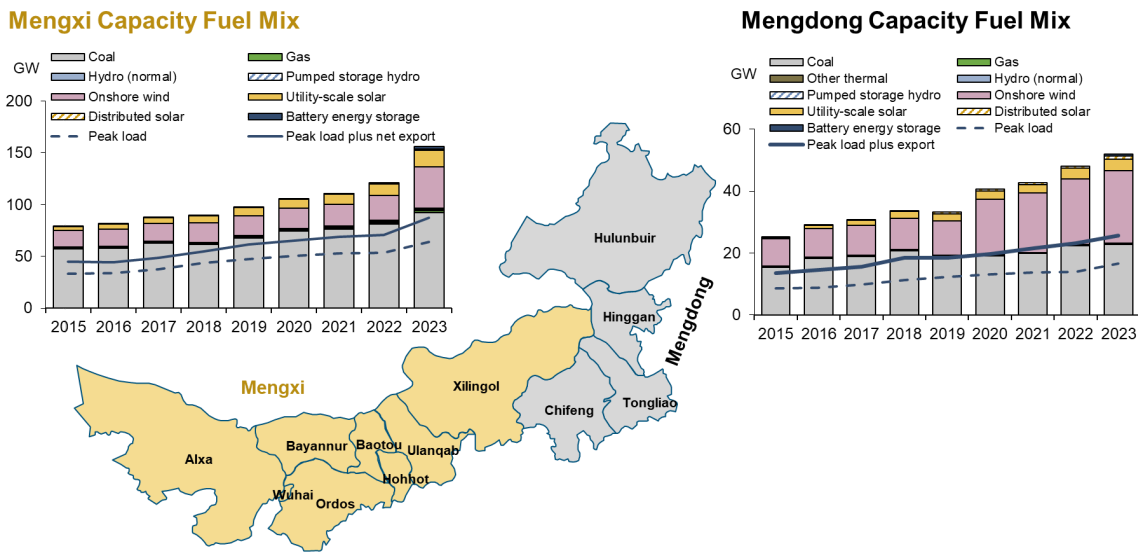 Mengxi Capacity Fuel Mix
GW
Coal
Gas
Hydro (normal)
Pumped storage hydro
Onshore wind
Utility-scale solar
Distributed solar
Battery energy storage
Peak load
Peak load plus net export
200
150
100
50
0
2015 2016 2017 2018 2019 2020 2021 2022 2023
Mengdong Capacity Fuel Mix
GW
Coal
Gas
Other thermal
Hydro (normal)
Pumped storage hydro
Onshore wind
Utility-scale solar
Distributed solar
Battery energy storage
Peak load
Peak load plus export
60
40
20
0
2015 2016 2017 2018 2019 2020 2021 2022 2023
Hulunbuir
Hinggan
Mengdong
Mengxi
Xilingol
Chifeng
Tongliao
Bayannur
Baotou
Ulanqab
Alxa
Hohhot
Wuhai
Ordos